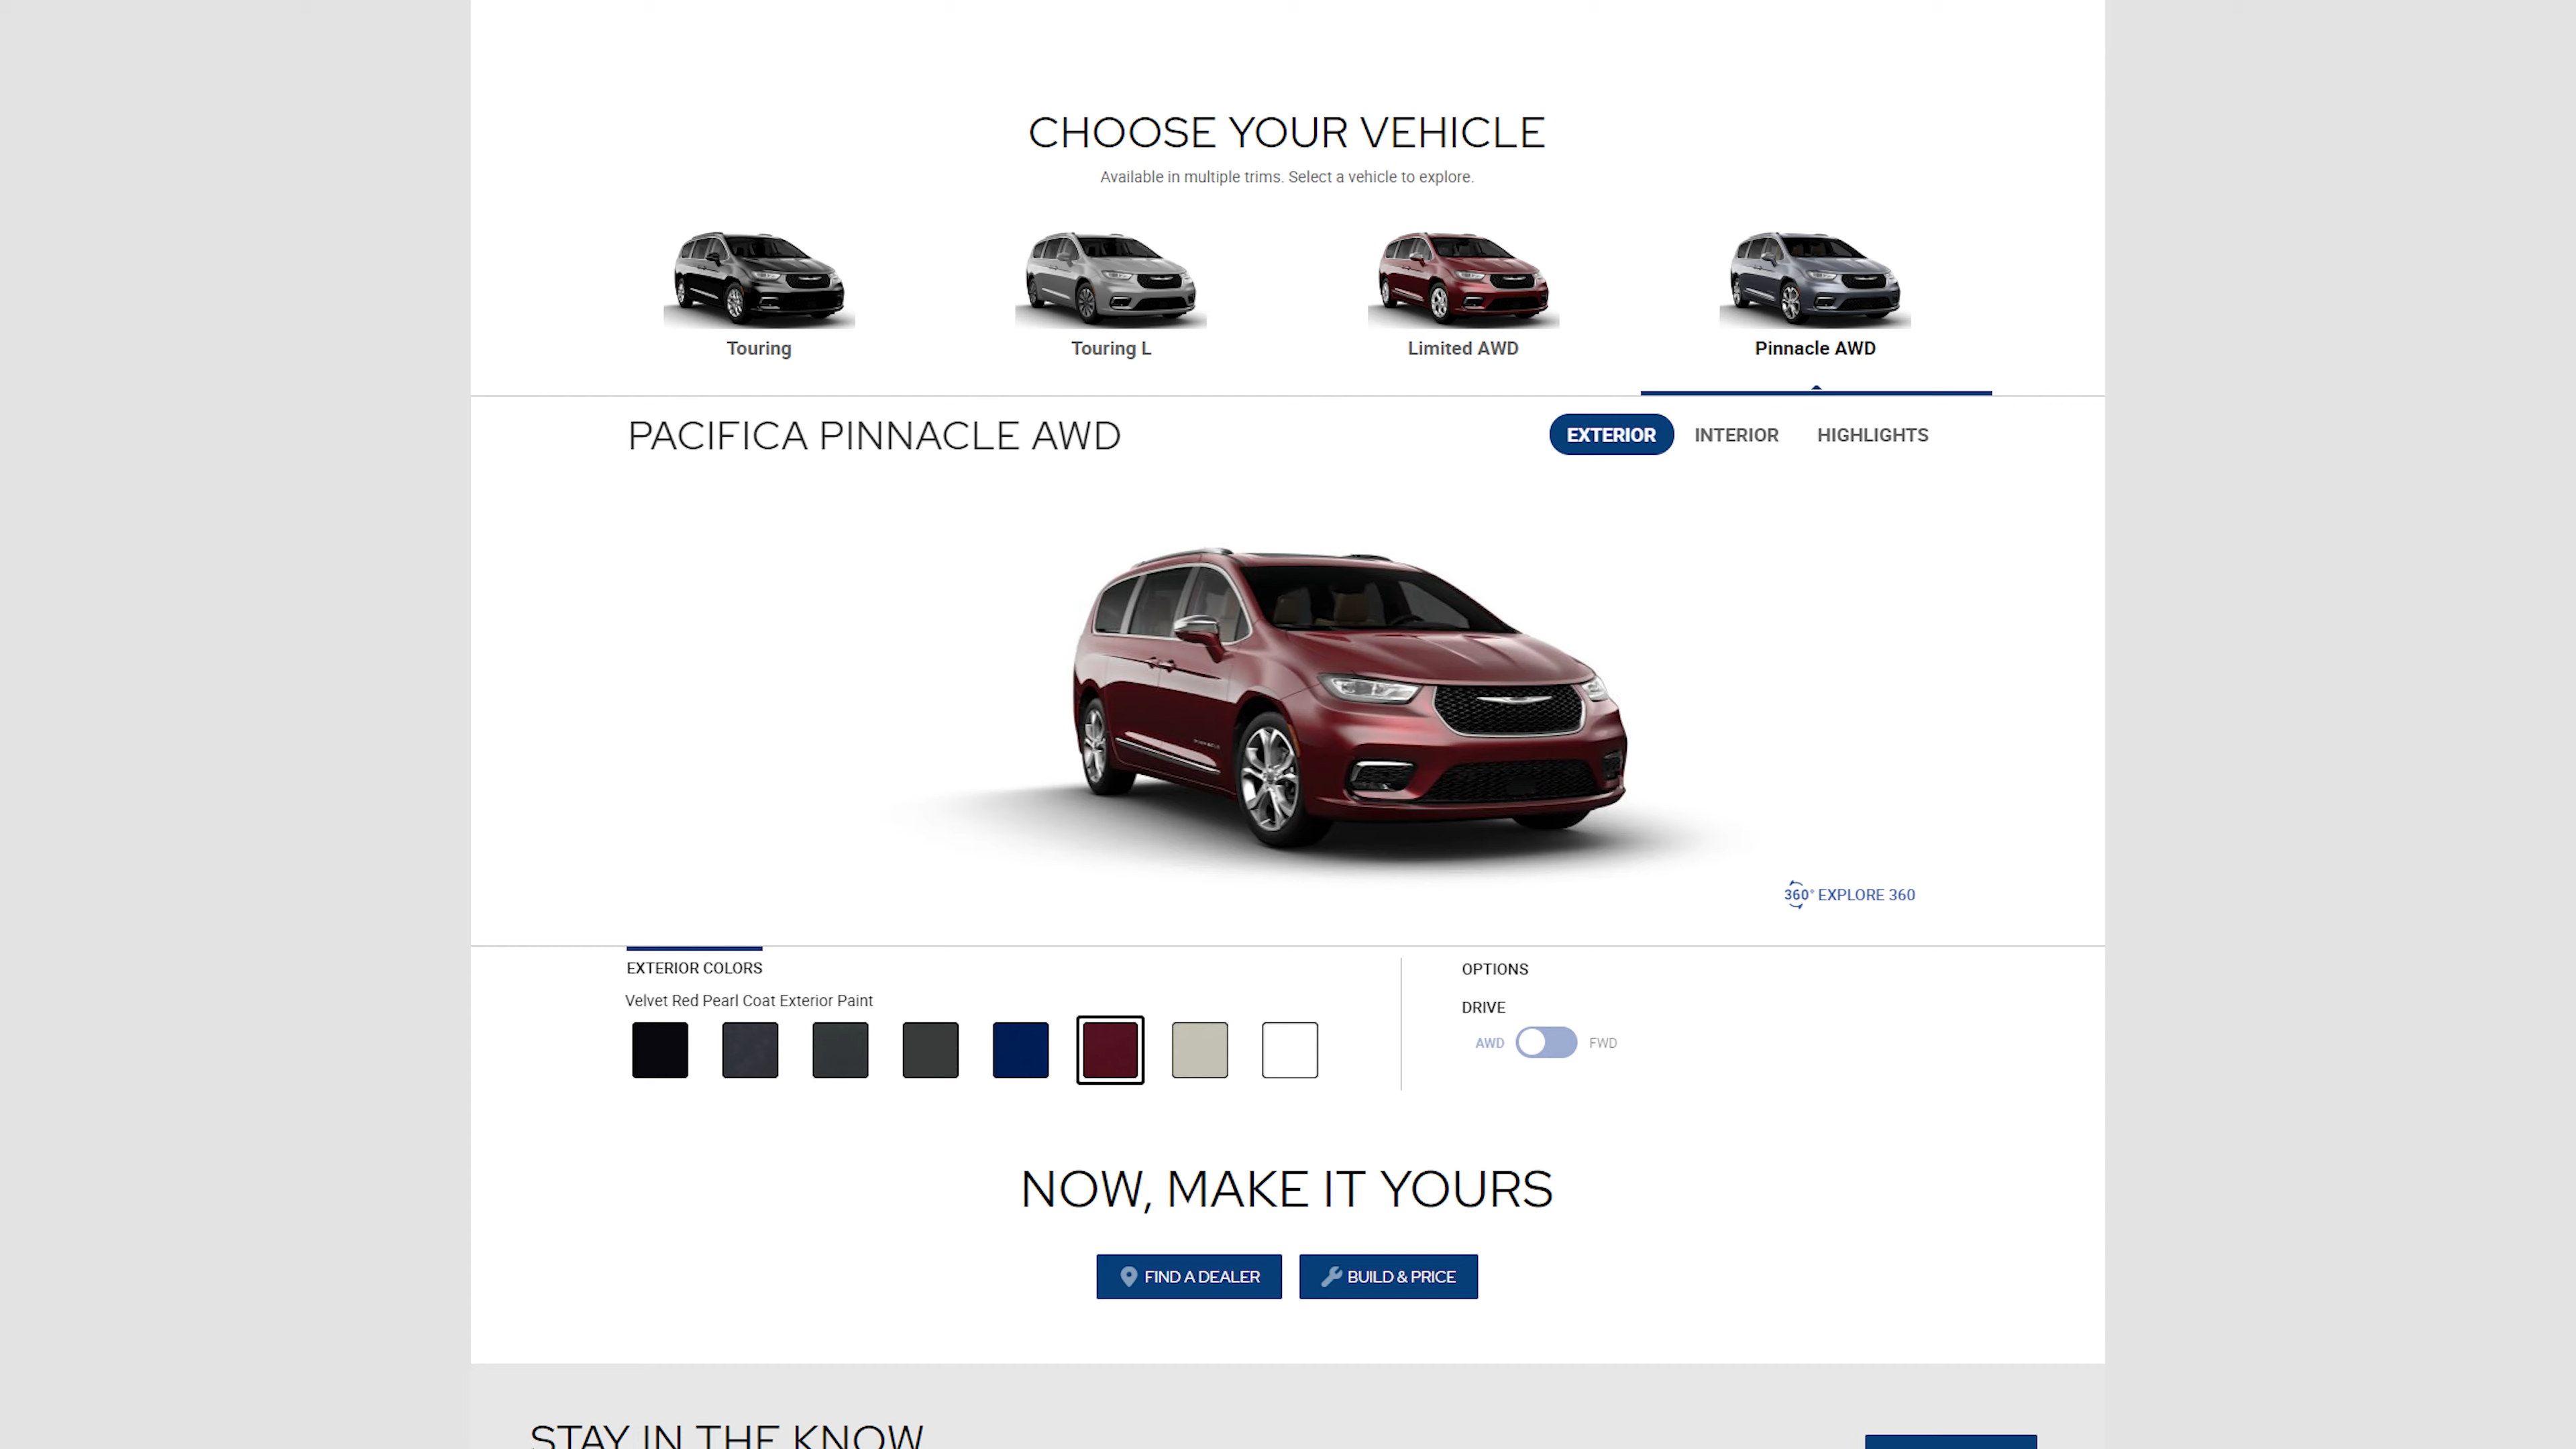 CHOOSE YOUR VEHICLE
Available in multiple trims. Select a vehicle to explore.
Touring
Touring L
Limited AWD
Pinnacle AWD
PACIFICA PINNACLE AWD
EXTERIOR
INTERIOR
HIGHLIGHTS
360° EXPLORE 360
EXTERIOR COLORS
Velvet Red Pearl Coat Exterior Paint
OPTIONS
DRIVE
AWD
FWD
NOW, MAKE IT YOURS
FIND A DEALER
BUILD & PRICE
STAY IN THE KNOW